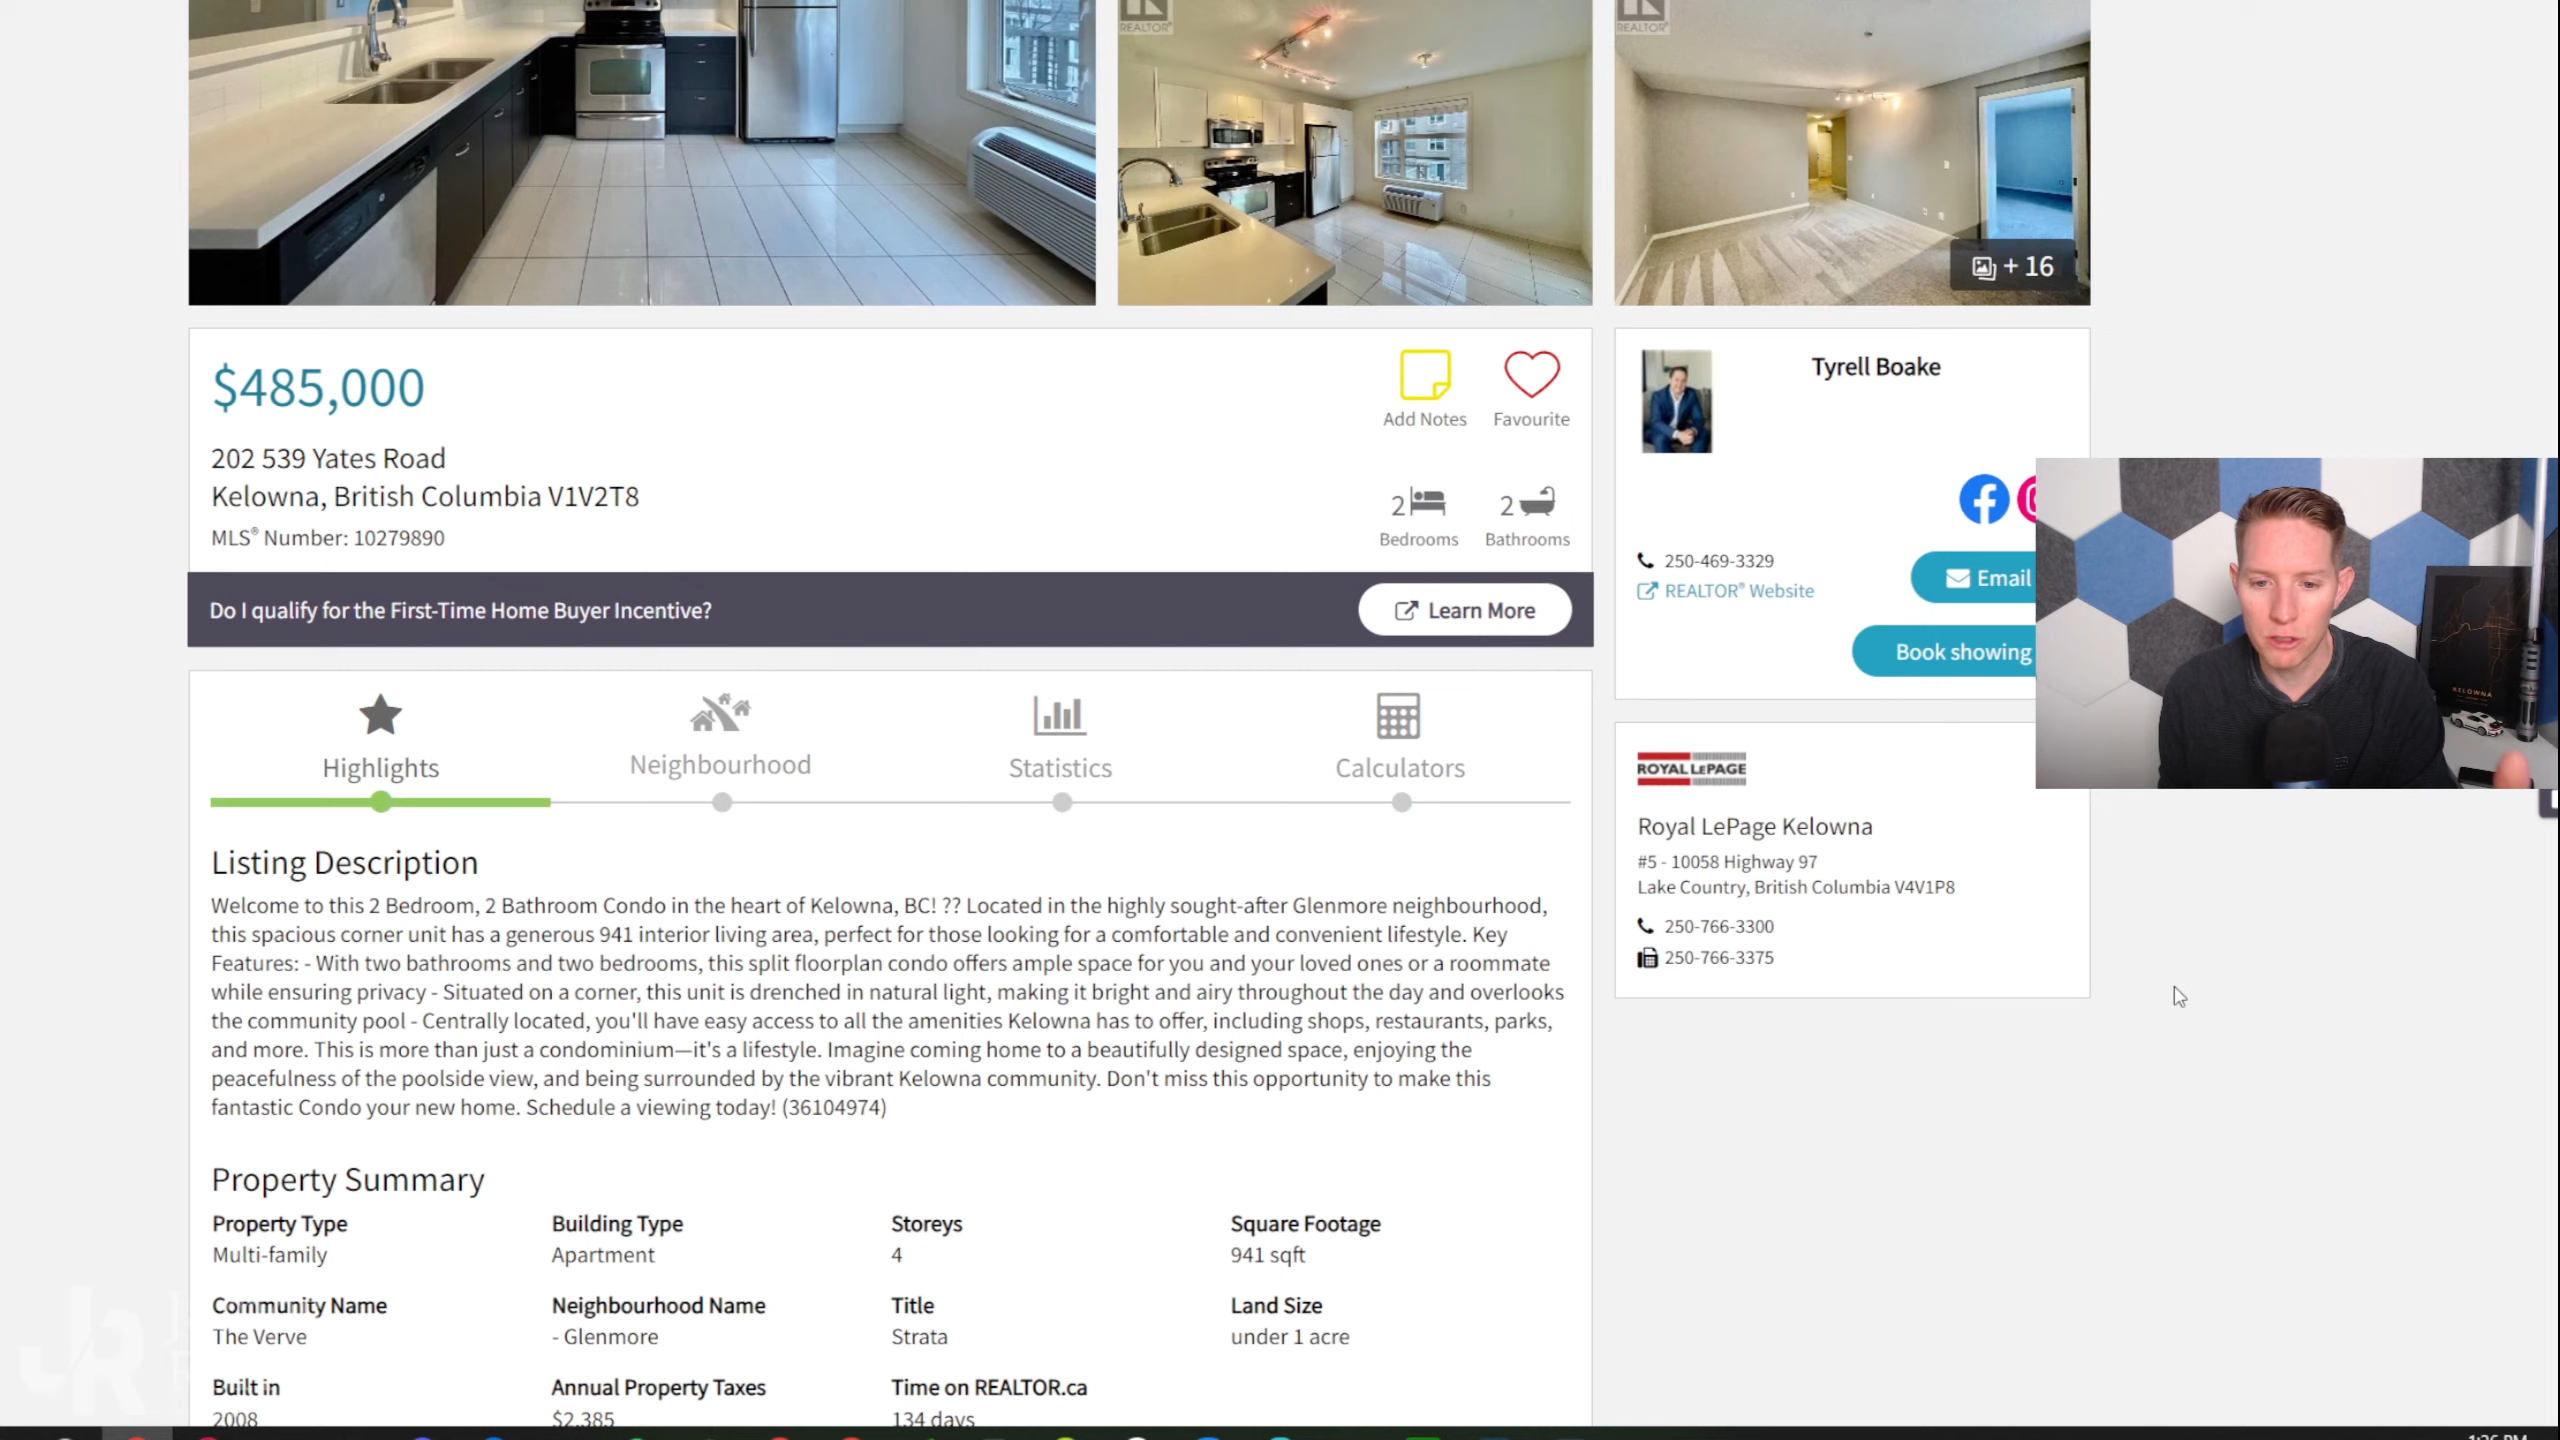 REALTOR®
REALTOR®
+ 16
$485,000
202 539 Yates Road
Kelowna, British Columbia V1V2T8
MLS® Number: 10279890
Add Notes
Favourite
2
2
Bedrooms
Bathrooms
Do I qualify for the First-Time Home Buyer Incentive?
Learn More
Highlights
Neighbourhood
Statistics
Calculators
Listing Description
Welcome to this 2 Bedroom, 2 Bathroom Condo in the heart of Kelowna, BC! ?? Located in the highly sought-after Glenmore neighbourhood,
this spacious corner unit has a generous 941 interior living area, perfect for those looking for a comfortable and convenient lifestyle. Key
Features: - With two bathrooms and two bedrooms, this split floorplan condo offers ample space for you and your loved ones or a roommate
while ensuring privacy - Situated on a corner, this unit is drenched in natural light, making it bright and airy throughout the day and overlooks
the community pool - Centrally located, you'll have easy access to all the amenities Kelowna has to offer, including shops, restaurants, parks,
and more. This is more than just a condominium—it's a lifestyle. Imagine coming home to a beautifully designed space, enjoying the
peacefulness of the poolside view, and being surrounded by the vibrant Kelowna community. Don't miss this opportunity to make this
fantastic Condo your new home. Schedule a viewing today! (36104974)
Property Summary
Property Type
Building Type
Storeys
Square Footage
Multi-family
Apartment
4
941 sqft
Community Name
Neighbourhood Name
Title
Land Size
The Verve
- Glenmore
Strata
under 1 acre
Built in
Annual Property Taxes
Time on REALTOR.ca
2008
$2,385
134 days
Tyrell Boake
250-469-3329
REALTOR® Website
Email
Book showing
ROYAL LEPAGE
Royal LePage Kelowna
#5 - 10058 Highway 97
Lake Country, British Columbia V4V1P8
250-766-3300
250-766-3375
KELOWNA
1:26 PM